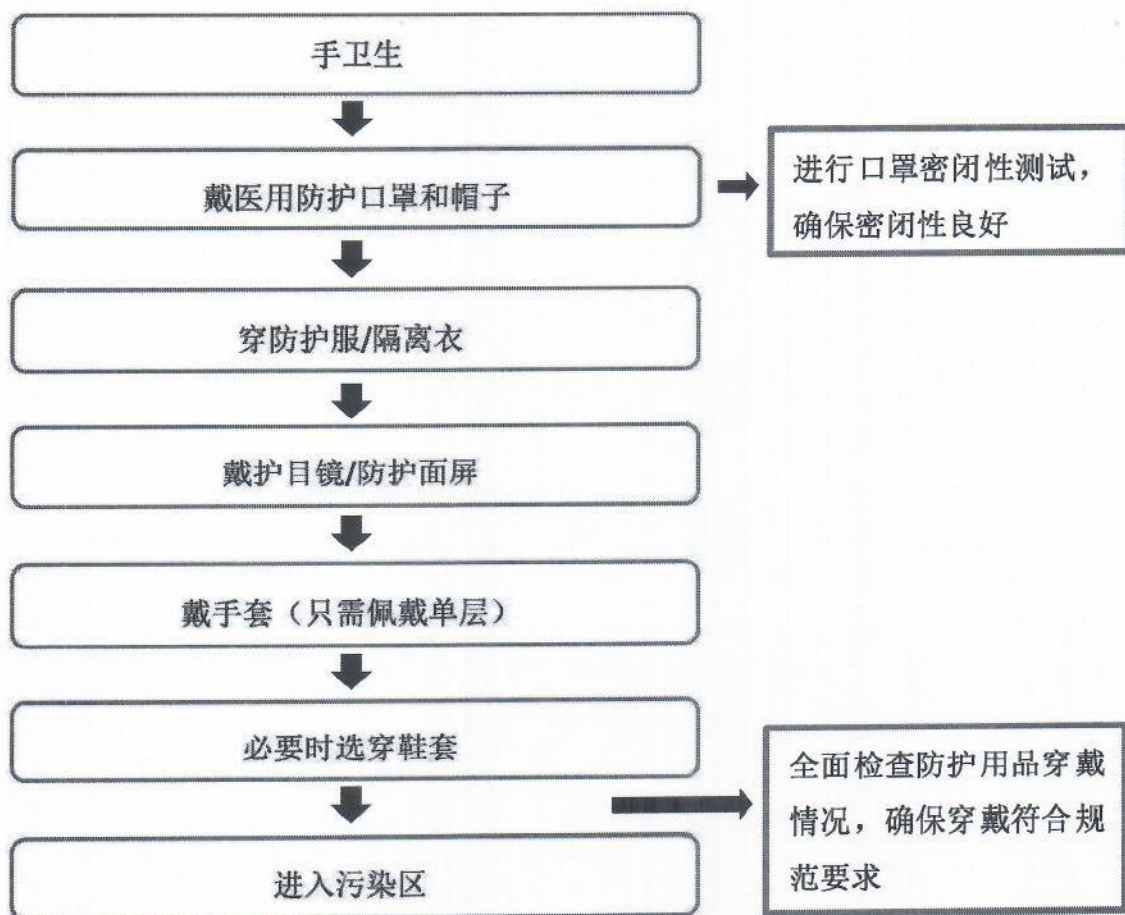 手卫生
戴医用防护口罩和帽子
进行口罩密闭性测试，
确保密闭性良好
穿防护服/隔离衣
戴护目镜/防护面屏
戴手套（只需佩戴单层）
必要时选穿鞋套
全面检查防护用品穿戴
情况，确保穿戴符合规
范要求
进入污染区